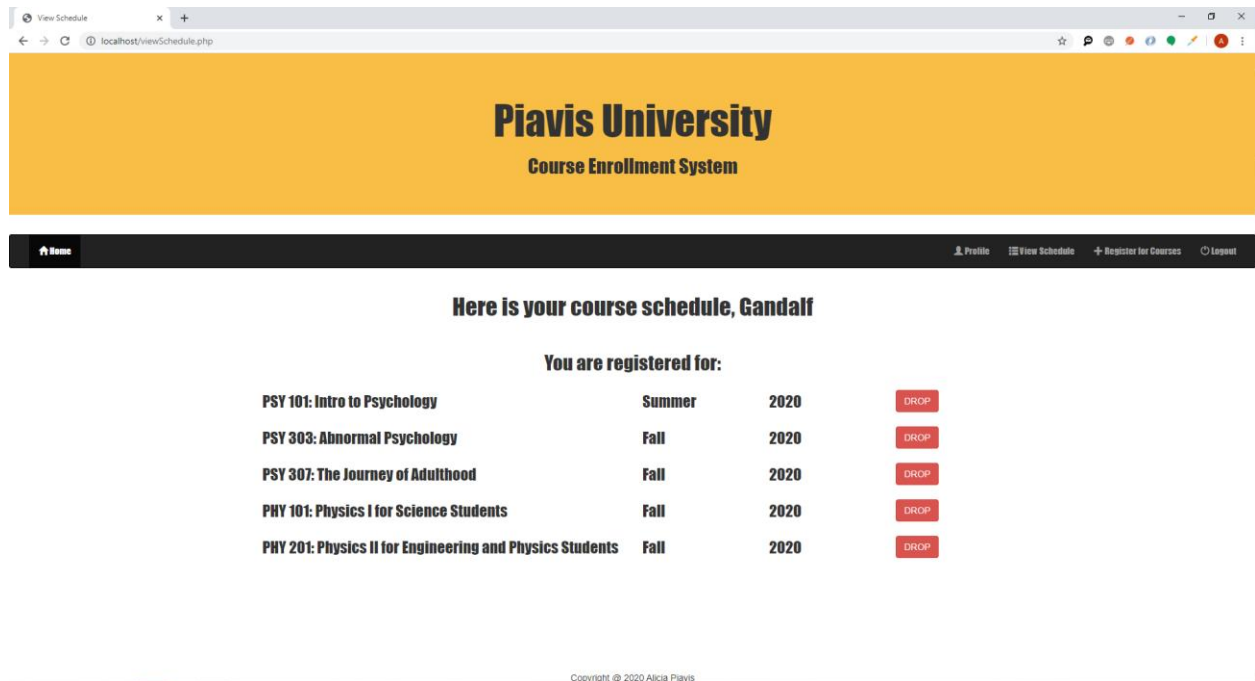 View Schedule
localhost/viewSchedule.php
A
Piavis University
Course Enrollment System
Home Profile View Schedule Register for Courses Logout
Here is your course schedule, Gandalf
You are registered for:
PSY 101: Intro to Psychology Summer 2020 DROP
PSY 303: Abnormal Psychology Fall 2020 DROP
PSY 307: The Journey of Adulthood Fall 2020 DROP
PHY 101: Physics I for Science Students Fall 2020 DROP
PHY 201: Physics II for Engineering and Physics Students Fall 2020 DROP
Copyright @ 2020 Alicia Piavis